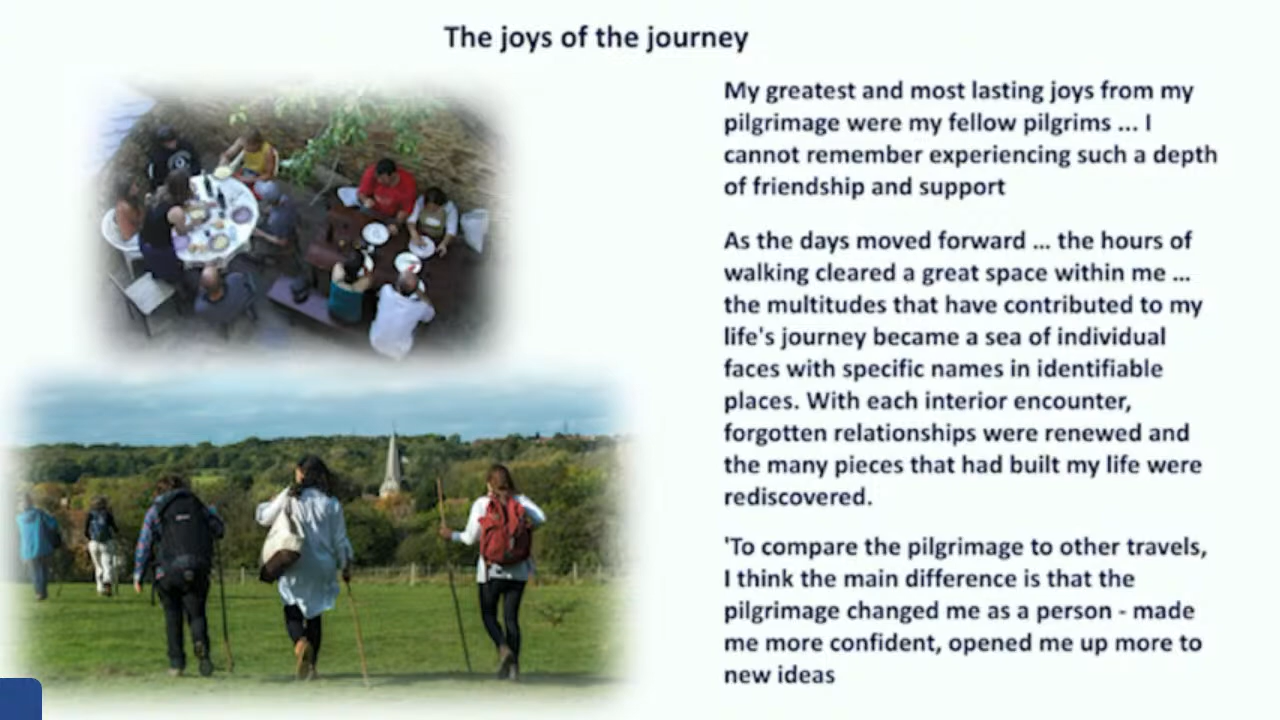 The joys of the journey
My greatest and most lasting joys from my
pilgrimage were my fellow pilgrims ... I
cannot remember experiencing such a depth
of friendship and support
As the days moved forward ... the hours of
walking cleared a great space within me ...
the multitudes that have contributed to my
life's journey became a sea of individual
faces with specific names in identifiable
places. With each interior encounter,
forgotten relationships were renewed and
the many pieces that had built my life were
rediscovered.
'To compare the pilgrimage to other travels,
I think the main difference is that the
pilgrimage changed me as a person - made
me more confident, opened me up more to
new ideas